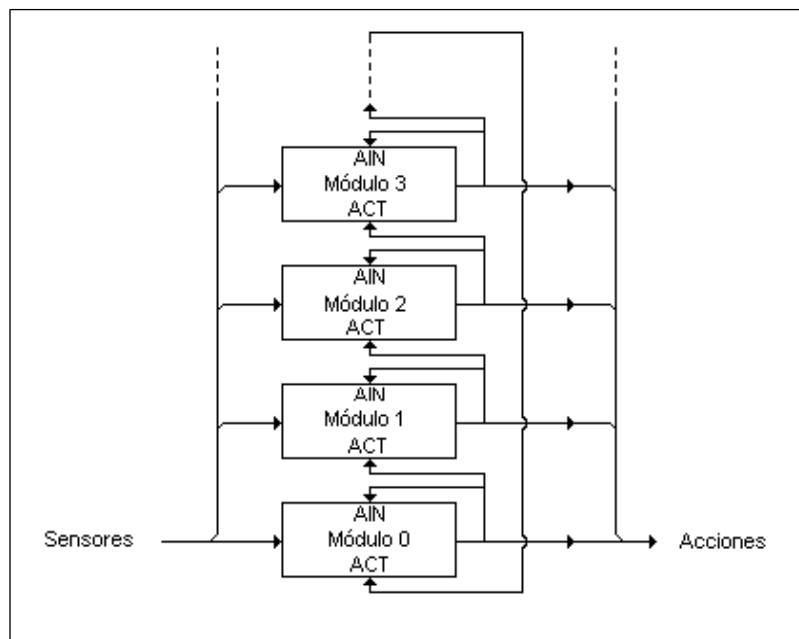 AIN
Módulo 3
ACT
AIN
Módulo 2
ACT
AIN
Módulo 1
ACT
Sensores
AIN
Módulo 0
ACT
Acciones